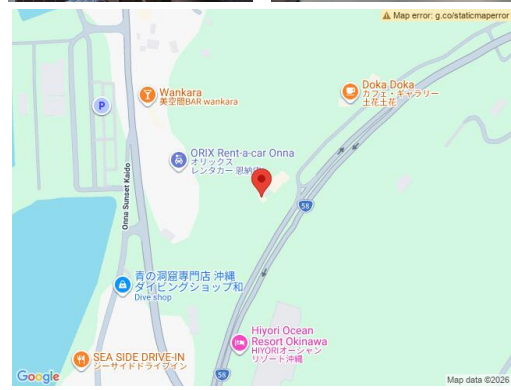 Map error: g.co/staticmaperror
Wankara
美空間BAR wankara
Doka Doka
カフェ・ギャラリー
土花土花
P
ORIX Rent-a-car Onna
オリックス
レンタカー 恩納
Onna Sunset Kaido
58
青の洞窟専門店 沖縄
ダイビングショップ和
Dive shop
58
Hiyori Ocean
Resort Okinawa
HIYORIオーシャン
リゾート沖縄
SEA SIDE DRIVE-IN
シーサイドドライブイン
Google
Map data ©2026